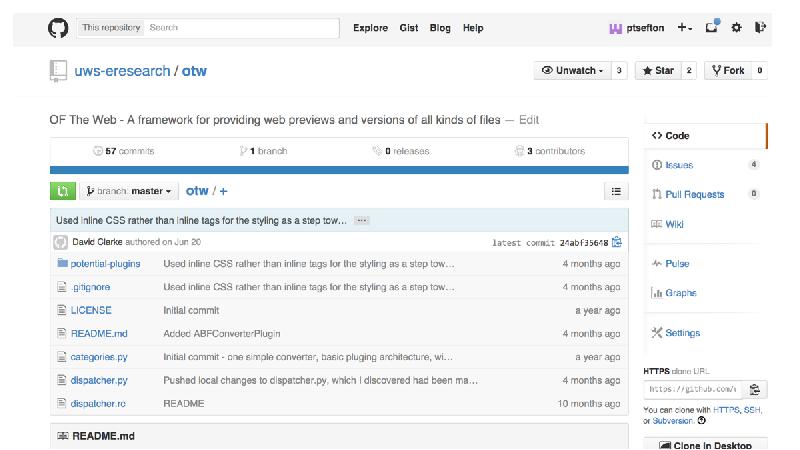 This repository Search Explore Gist Blog Help ptsefton
uws-eresearch / otw Unwatch 3 Star 2 Fork 0
OF The Web - A framework for providing web previews and versions of all kinds of files — Edit
57 commits 1 branch 0 releases 3 contributors
branch: master otw / +
Used inline CSS rather than inline tags for the styling as a step tow… …
David Clarke authored on Jun 20 latest commit 24abf35648
potential-plugins Used inline CSS rather than inline tags for the styling as a step tow… 4 months ago
.gitignore Used inline CSS rather than inline tags for the styling as a step tow… 4 months ago
LICENSE Initial commit a year ago
README.md Added ABFConverterPlugin 4 months ago
categories.py Initial commit - one simple converter, basic pluging architecture, wi… a year ago
dispatcher.py Pushed local changes to dispatcher.py, which I discovered had been ma… 4 months ago
dispatcher.rc README 10 months ago
README.md
Code
Issues 4
Pull Requests 0
Wiki
Pulse
Graphs
Settings
HTTPS clone URL
https://github.com/
You can clone with HTTPS, SSH,
or Subversion.
Clone in Desktop